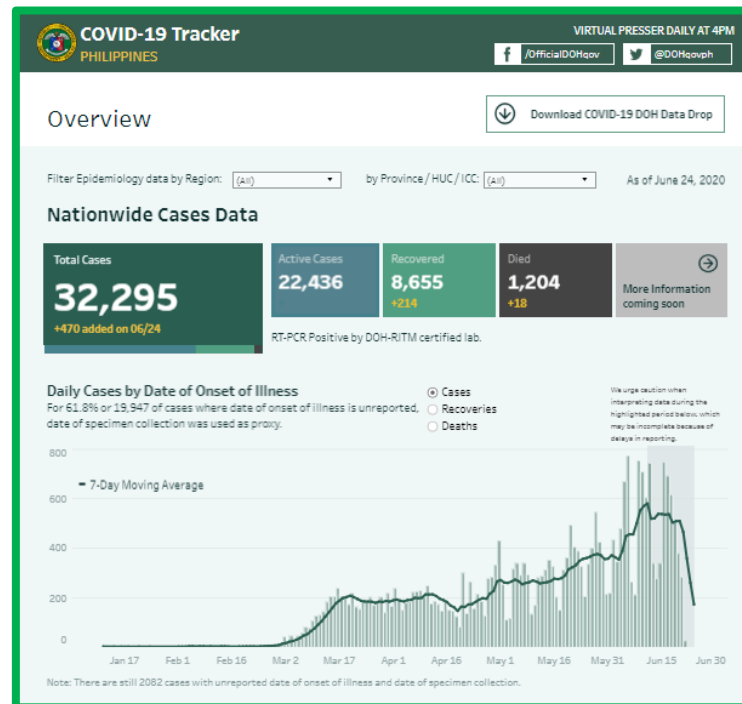 COVID-19 Tracker
PHILIPPINES
VIRTUAL PRESSER DAILY AT 4PM
/OfficialDOHgov
@DOHgovph
Overview
Download COVID-19 DOH Data Drop
Filter Epidemiology data by Region: (All)
by Province / HUC / ICC: (All)
As of June 24, 2020
Nationwide Cases Data
Total Cases
32,295
+470 added on 06/24
Active Cases
22,436
Recovered
8,655
+214
Died
1,204
+18
More Information
coming soon
RT-PCR Positive by DOH-RITM certified lab.
Daily Cases by Date of Onset of Illness
For 61.8% or 19,947 of cases where date of onset of illness is unreported,
date of specimen collection was used as proxy.
Cases
Recoveries
Deaths
We urge caution when
interpreting data during the
highlighted period below, which
may be incomplete because of
delays in reporting.
7-Day Moving Average
800
600
400
200
0
Jan 17 Feb 1 Feb 16 Mar 2 Mar 17 Apr 1 Apr 16 May 1 May 16 May 31 Jun 15 Jun 30
Note: There are still 2082 cases with unreported date of onset of illness and date of specimen collection.